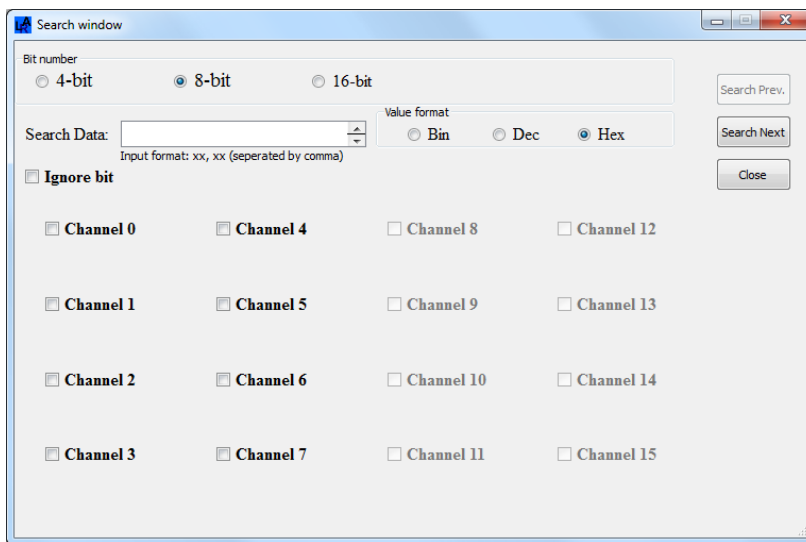 Search window
Bit number
4-bit 8-bit 16-bit
Search Prev.
Value format
Search Data: Bin Dec Hex
Search Next
Input format: xx, xx (seperated by comma)
Ignore bit
Close
Channel 0 Channel 4 Channel 8 Channel 12
Channel 1 Channel 5 Channel 9 Channel 13
Channel 2 Channel 6 Channel 10 Channel 14
Channel 3 Channel 7 Channel 11 Channel 15